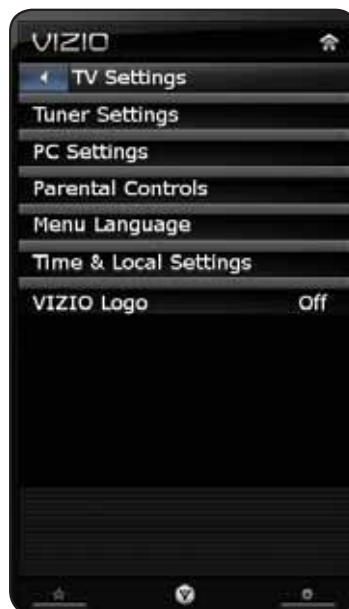 VIZIO
TV Settings
Tuner Settings
PC Settings
Parental Controls
Menu Language
Time & Local Settings
VIZIO Logo Off